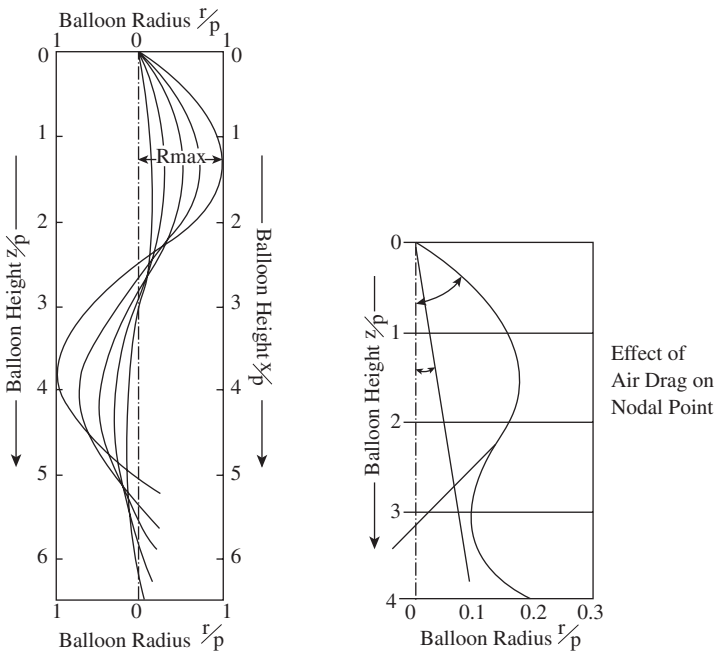 Balloon Radius r/p
1 0 1
0 0
1 1
Rmax
2 2
3 3
4 4
5 5
6 6
Balloon Height z/p
Balloon Height x/p
1 0 1
Balloon Radius r/p
0
1
2
3
4
Balloon Height z/p
0 0.1 0.2 0.3
Balloon Radius r/p
Effect of
Air Drag on
Nodal Point